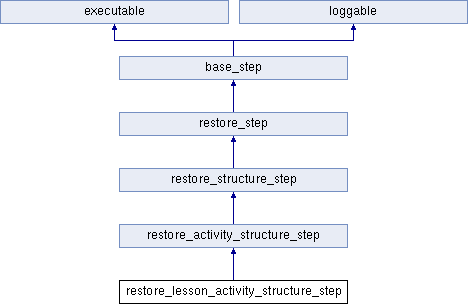 executable
loggable
base_step
restore_step
restore_structure_step
restore_activity_structure_step
restore_lesson_activity_structure_step